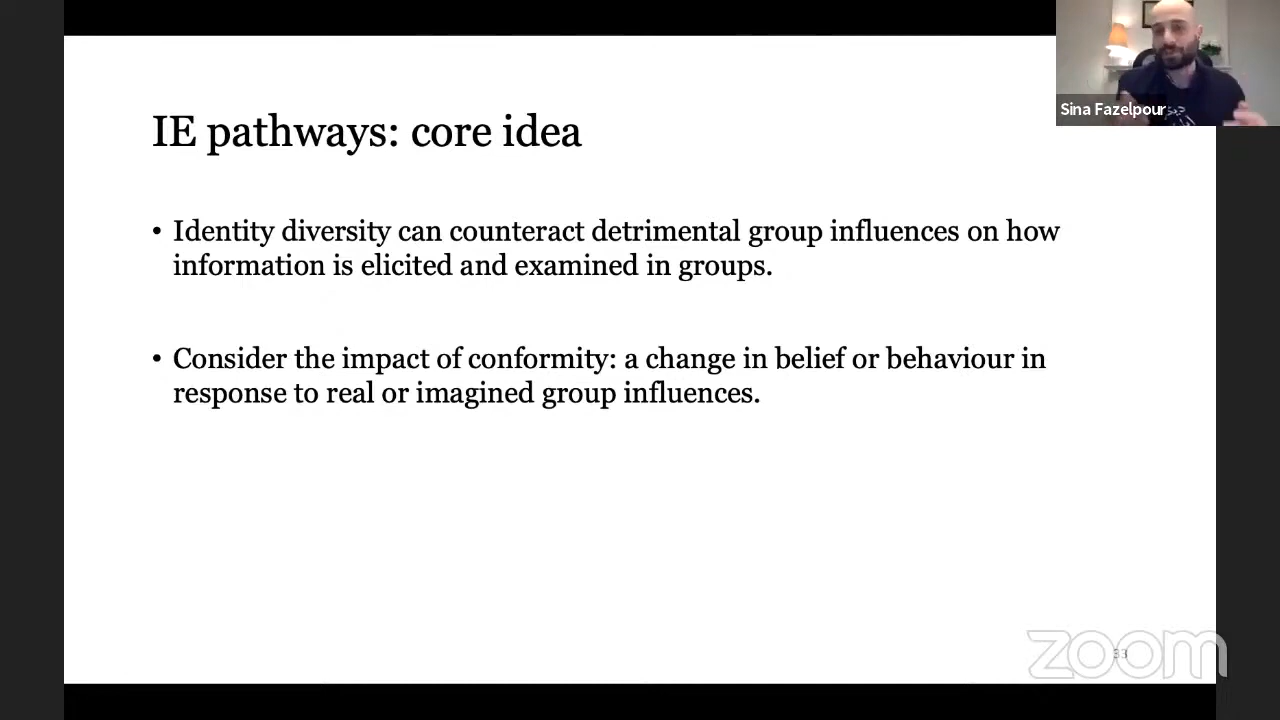 Sina Fazelpour
IE pathways: core idea
• Identity diversity can counteract detrimental group influences on how
information is elicited and examined in groups.
• Consider the impact of conformity: a change in belief or behaviour in
response to real or imagined group influences.
zoom
33